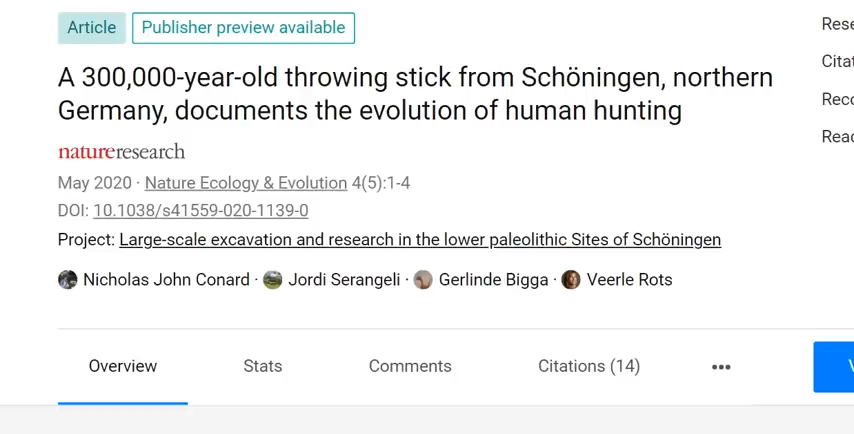 Article Publisher preview available
A 300,000-year-old throwing stick from Schöningen, northern
Germany, documents the evolution of human hunting
natureresearch
May 2020 · Nature Ecology & Evolution 4(5):1-4
DOI: 10.1038/s41559-020-1139-0
Project: Large-scale excavation and research in the lower paleolithic Sites of Schöningen
Nicholas John Conard · Jordi Serangeli · Gerlinde Bigga · Veerle Rots
Overview Stats Comments Citations (14) •••